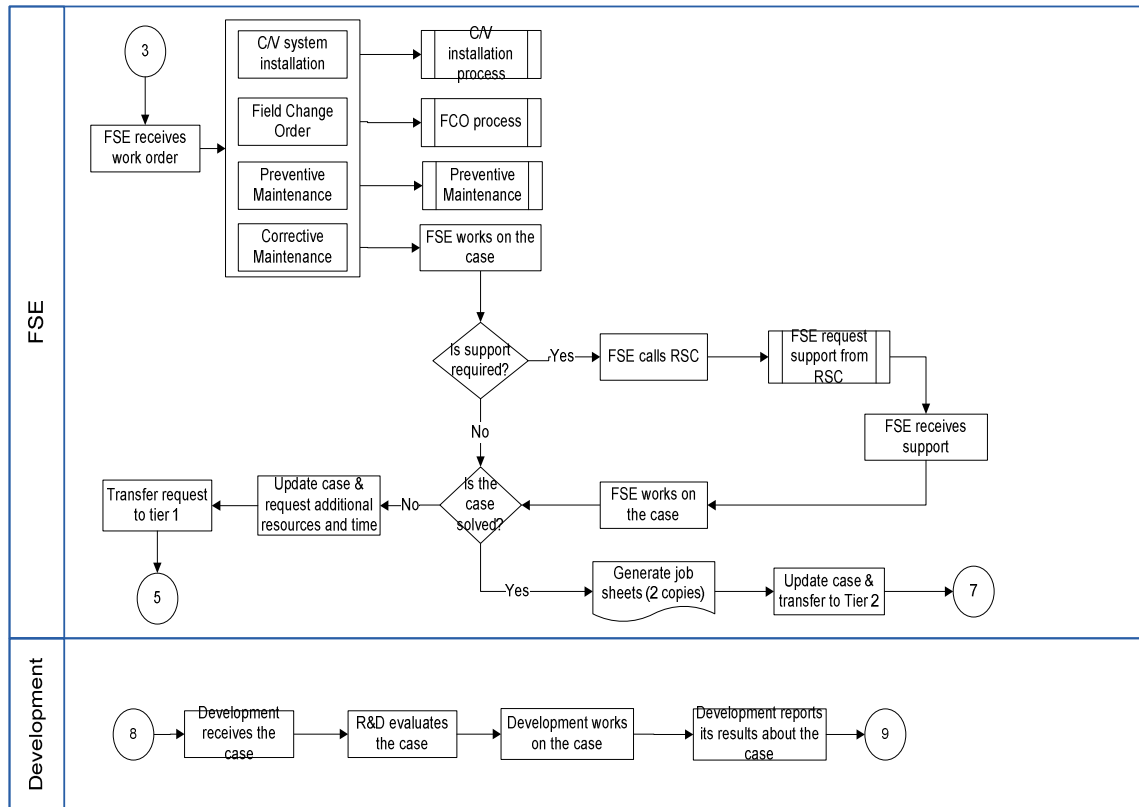 FSE
3
FSE receives
work order
C/V system
installation
C/V
installation
process
Field Change
Order
FCO process
Preventive
Maintenance
Preventive
Maintenance
Corrective
Maintenance
FSE works on the
case
Is support
required?
Yes
FSE calls RSC
FSE request
support from
RSC
FSE receives
support
No
Is the
case
solved?
FSE works on
the case
No
Update case &
request additional
resources and time
Transfer request
to tier 1
5
Yes
Generate job
sheets (2 copies)
Update case &
transfer to Tier 2
7
Development
8
Development
receives the
case
R&D evaluates
the case
Development works
on the case
Development reports
its results about the
case
9